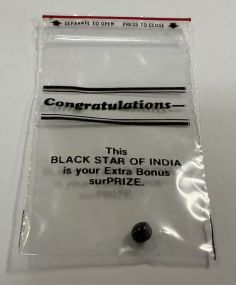 SEPARATE TO OPEN PRESS TO CLOSE
Congratulations—
This
BLACK STAR OF INDIA
is your Extra Bonus
surPRIZE.